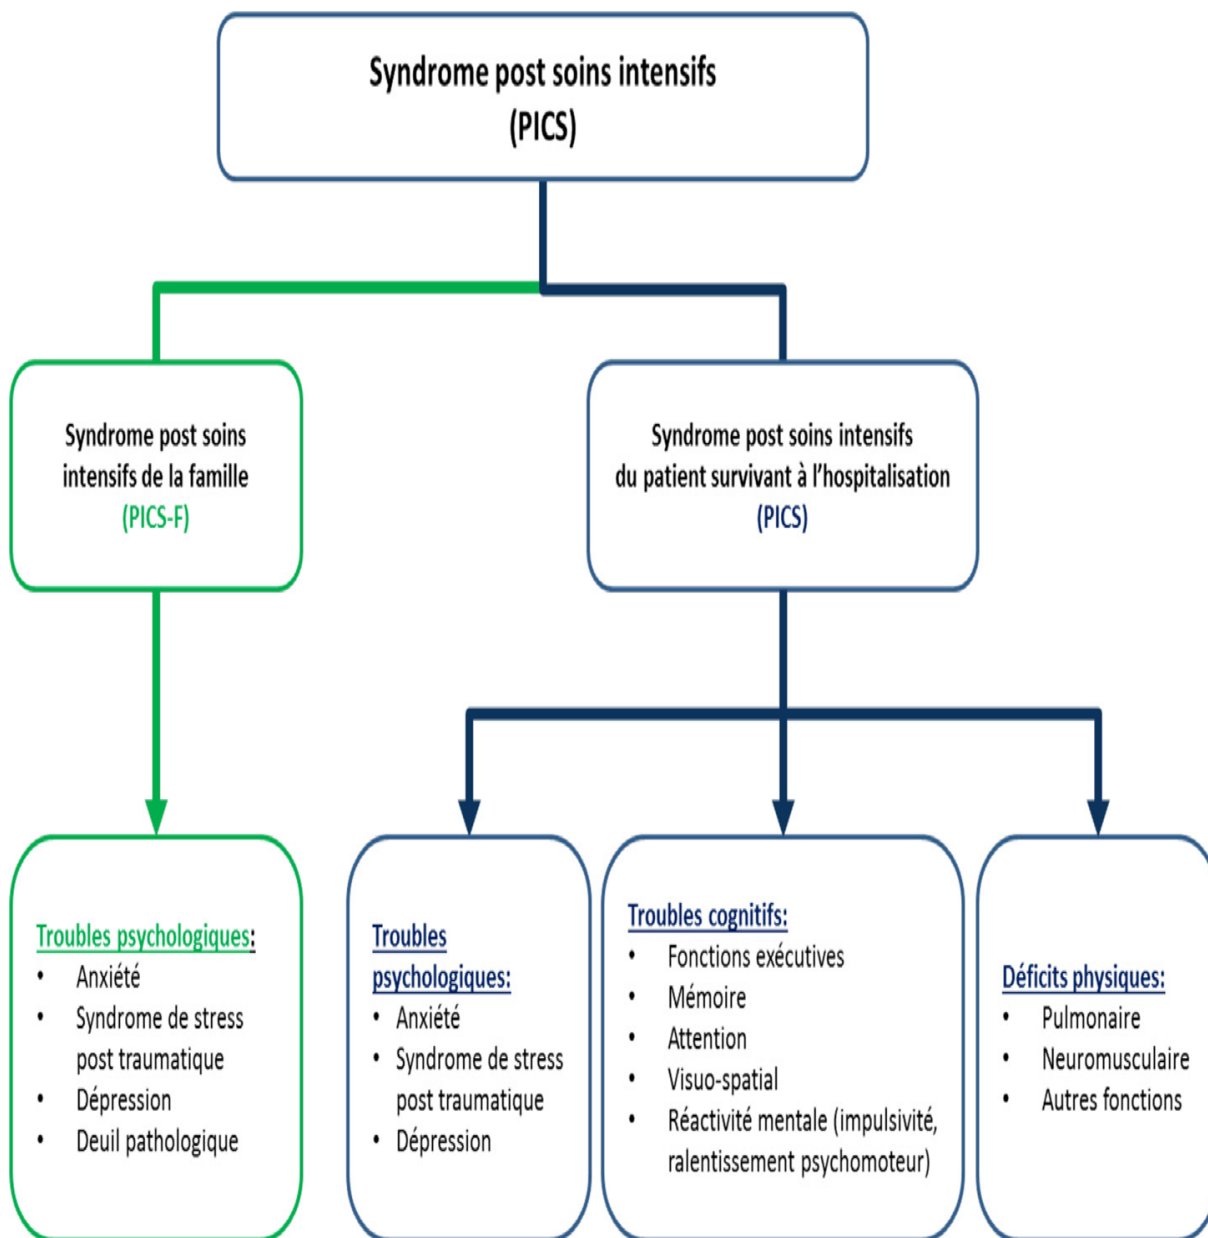 Syndrome post soins intensifs
(PICS)
Syndrome post soins
intensifs de la famille
(PICS-F)
Syndrome post soins intensifs
du patient survivant à l’hospitalisation
(PICS)
Troubles psychologiques:
• Anxiété
• Syndrome de stress
post traumatique
• Dépression
• Deuil pathologique
Troubles
psychologiques:
• Anxiété
• Syndrome de stress
post traumatique
• Dépression
Troubles cognitifs:
• Fonctions exécutives
• Mémoire
• Attention
• Visuo-spatial
• Réactivité mentale (impulsivité,
ralentissement psychomoteur)
Déficits physiques:
• Pulmonaire
• Neuromusculaire
• Autres fonctions